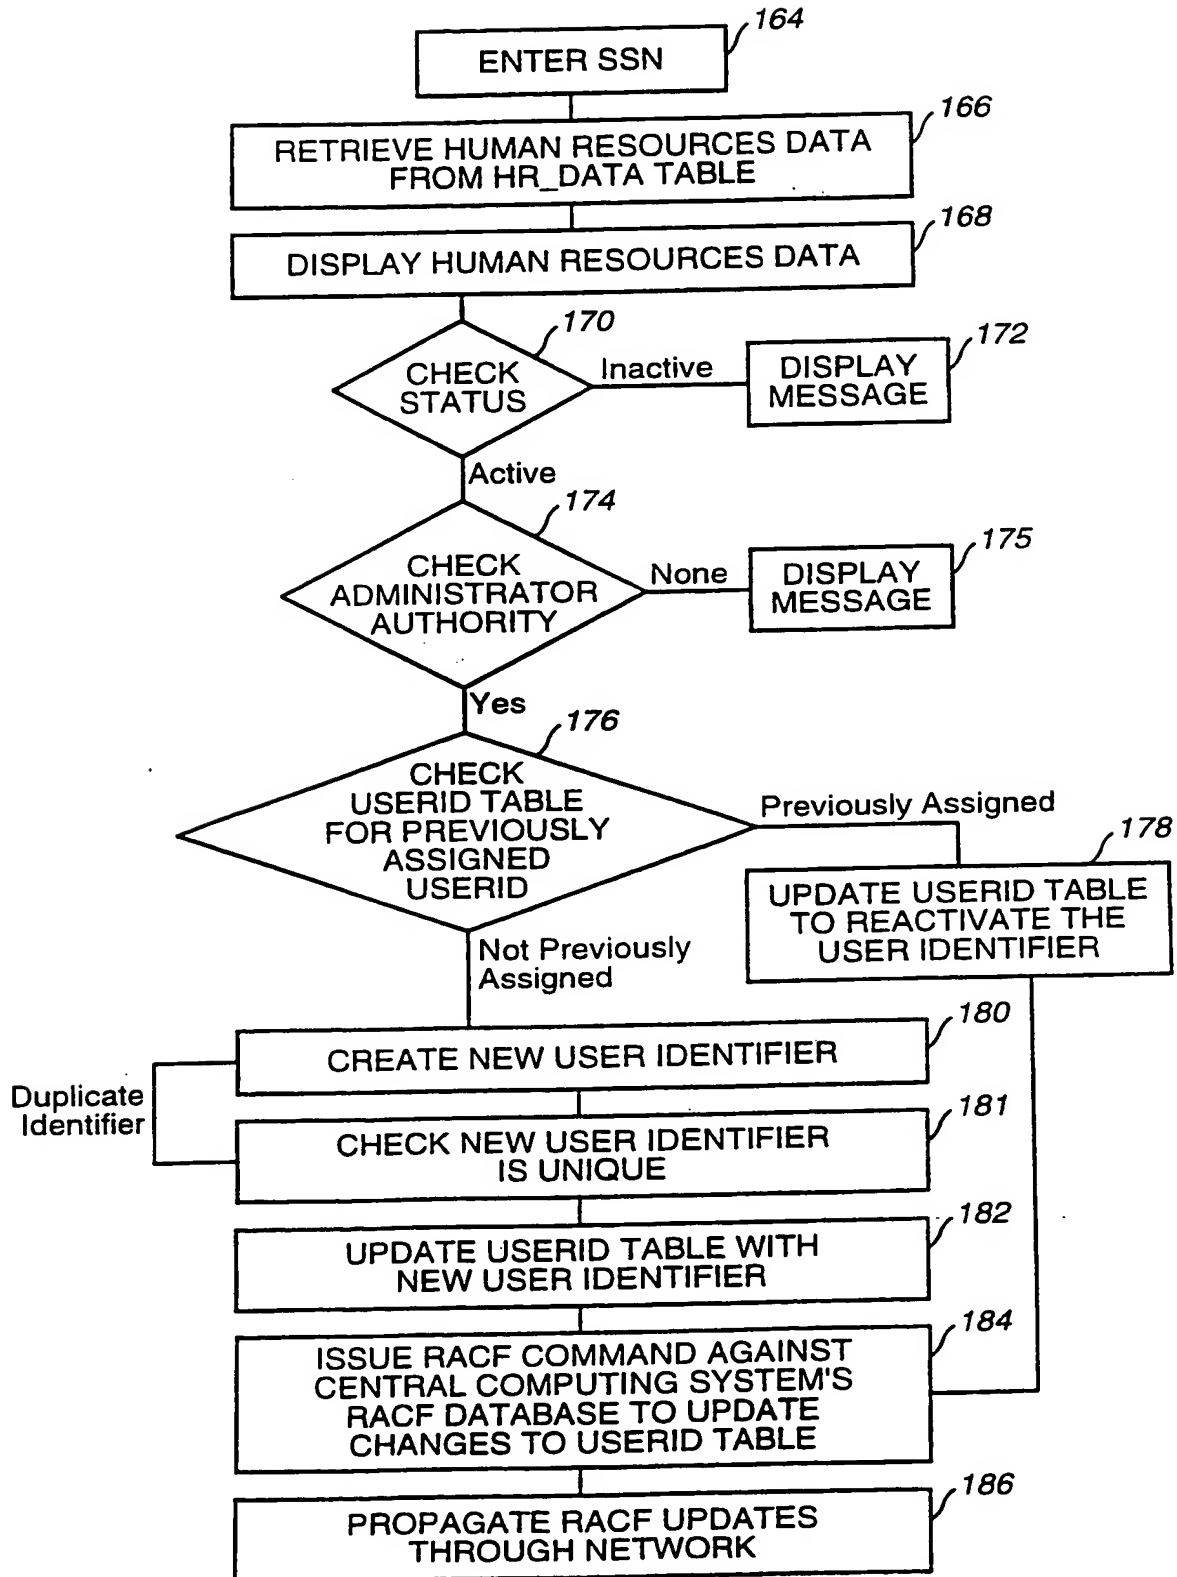 164
ENTER SSN
166
RETRIEVE HUMAN RESOURCES DATA
FROM HR_DATA TABLE
168
DISPLAY HUMAN RESOURCES DATA
170
CHECK
STATUS
Inactive
172
DISPLAY
MESSAGE
Active
174
CHECK
ADMINISTRATOR
AUTHORITY
None
175
DISPLAY
MESSAGE
Yes
176
CHECK
USERID TABLE
FOR PREVIOUSLY
ASSIGNED
USERID
Previously Assigned
178
UPDATE USERID TABLE
TO REACTIVATE THE
USER IDENTIFIER
Not Previously
Assigned
180
CREATE NEW USER IDENTIFIER
Duplicate
Identifier
181
CHECK NEW USER IDENTIFIER
IS UNIQUE
182
UPDATE USERID TABLE WITH
NEW USER IDENTIFIER
184
ISSUE RACF COMMAND AGAINST
CENTRAL COMPUTING SYSTEM'S
RACF DATABASE TO UPDATE
CHANGES TO USERID TABLE
186
PROPAGATE RACF UPDATES
THROUGH NETWORK